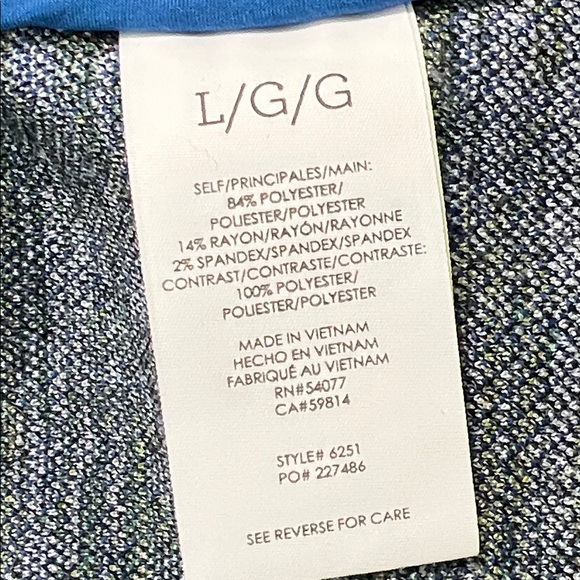 L/G/G
SELF/PRINCIPALES/MAIN:
84% POLYESTER/
POLIESTER/POLYESTER
14% RAYON/RAYÓN/RAYONNE
2% SPANDEX/SPANDEX/SPANDEX
CONTRAST/CONTRASTE/CONTRASTE:
100% POLYESTER/
POLIESTER/POLYESTER
MADE IN VIETNAM
HECHO EN VIETNAM
FABRIQUÉ AU VIETNAM
RN#54077
CA#59814
STYLE# 6251
PO# 227486
SEE REVERSE FOR CARE